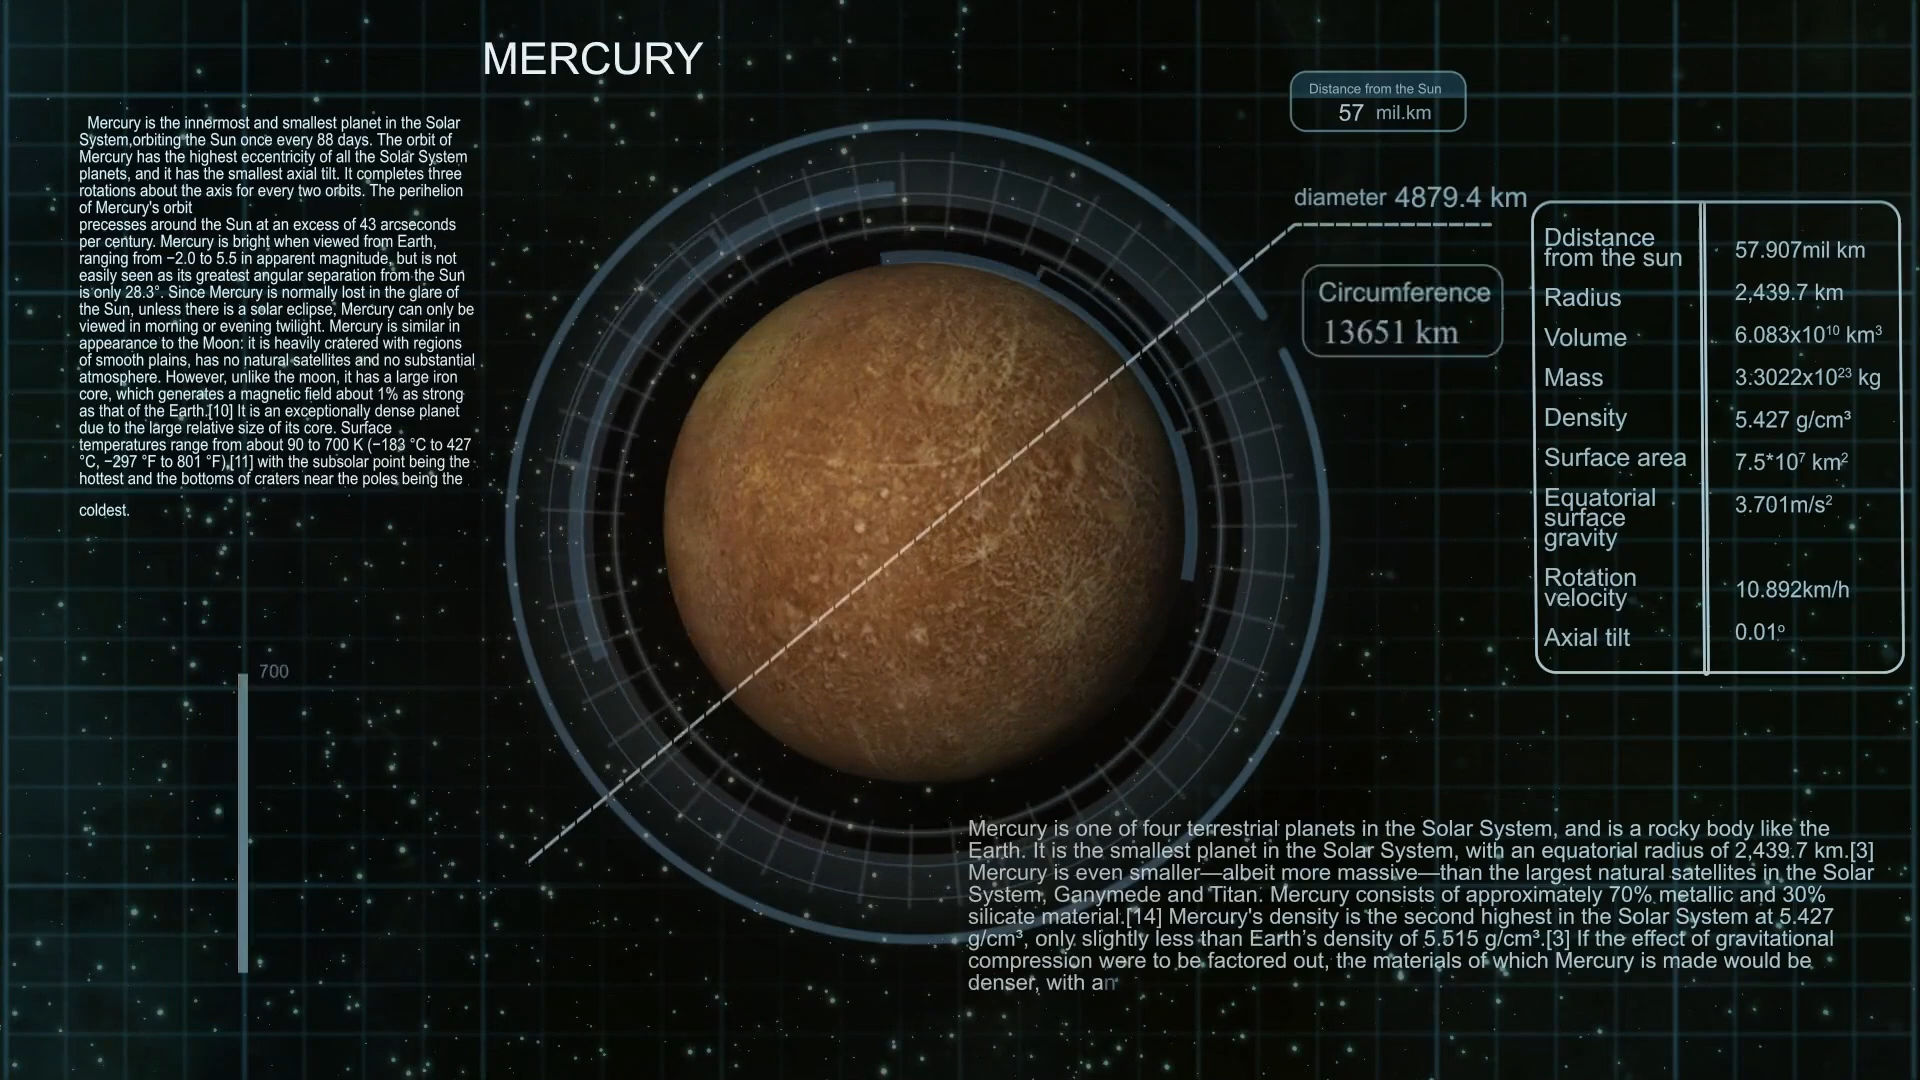 MERCURY
Mercury is the innermost and smallest planet in the Solar
System,orbiting the Sun once every 88 days. The orbit of
Mercury has the highest eccentricity of all the Solar System
planets, and it has the smallest axial tilt. It completes three
rotations about the axis for every two orbits. The perihelion
of Mercury's orbit
precesses around the Sun at an excess of 43 arcseconds
per century. Mercury is bright when viewed from Earth,
ranging from −2.0 to 5.5 in apparent magnitude, but is not
easily seen as its greatest angular separation from the Sun
is only 28.3°. Since Mercury is normally lost in the glare of
the Sun, unless there is a solar eclipse, Mercury can only be
viewed in morning or evening twilight. Mercury is similar in
appearance to the Moon: it is heavily cratered with regions
of smooth plains, has no natural satellites and no substantial
atmosphere. However, unlike the moon, it has a large iron
core, which generates a magnetic field about 1% as strong
as that of the Earth.[10] It is an exceptionally dense planet
due to the large relative size of its core. Surface
temperatures range from about 90 to 700 K (−183 °C to 427
°C, −297 °F to 801 °F),[11] with the subsolar point being the
hottest and the bottoms of craters near the poles being the
coldest.
700
Distance from the Sun
57 mil.km
diameter 4879.4 km
Circumference
13651 km
Ddistance
from the sun
57.907mil km
Radius
2,439.7 km
Volume
6.083x10¹⁰ km³
Mass
3.3022x10²³ kg
Density
5.427 g/cm³
Surface area
7.5*10⁷ km²
Equatorial
surface
gravity
3.701m/s²
Rotation
velocity
10.892km/h
Axial tilt
0.01º
Mercury is one of four terrestrial planets in the Solar System, and is a rocky body like the
Earth. It is the smallest planet in the Solar System, with an equatorial radius of 2,439.7 km.[3]
Mercury is even smaller—albeit more massive—than the largest natural satellites in the Solar
System, Ganymede and Titan. Mercury consists of approximately 70% metallic and 30%
silicate material.[14] Mercury's density is the second highest in the Solar System at 5.427
g/cm³, only slightly less than Earth’s density of 5.515 g/cm³.[3] If the effect of gravitational
compression were to be factored out, the materials of which Mercury is made would be
denser, with an